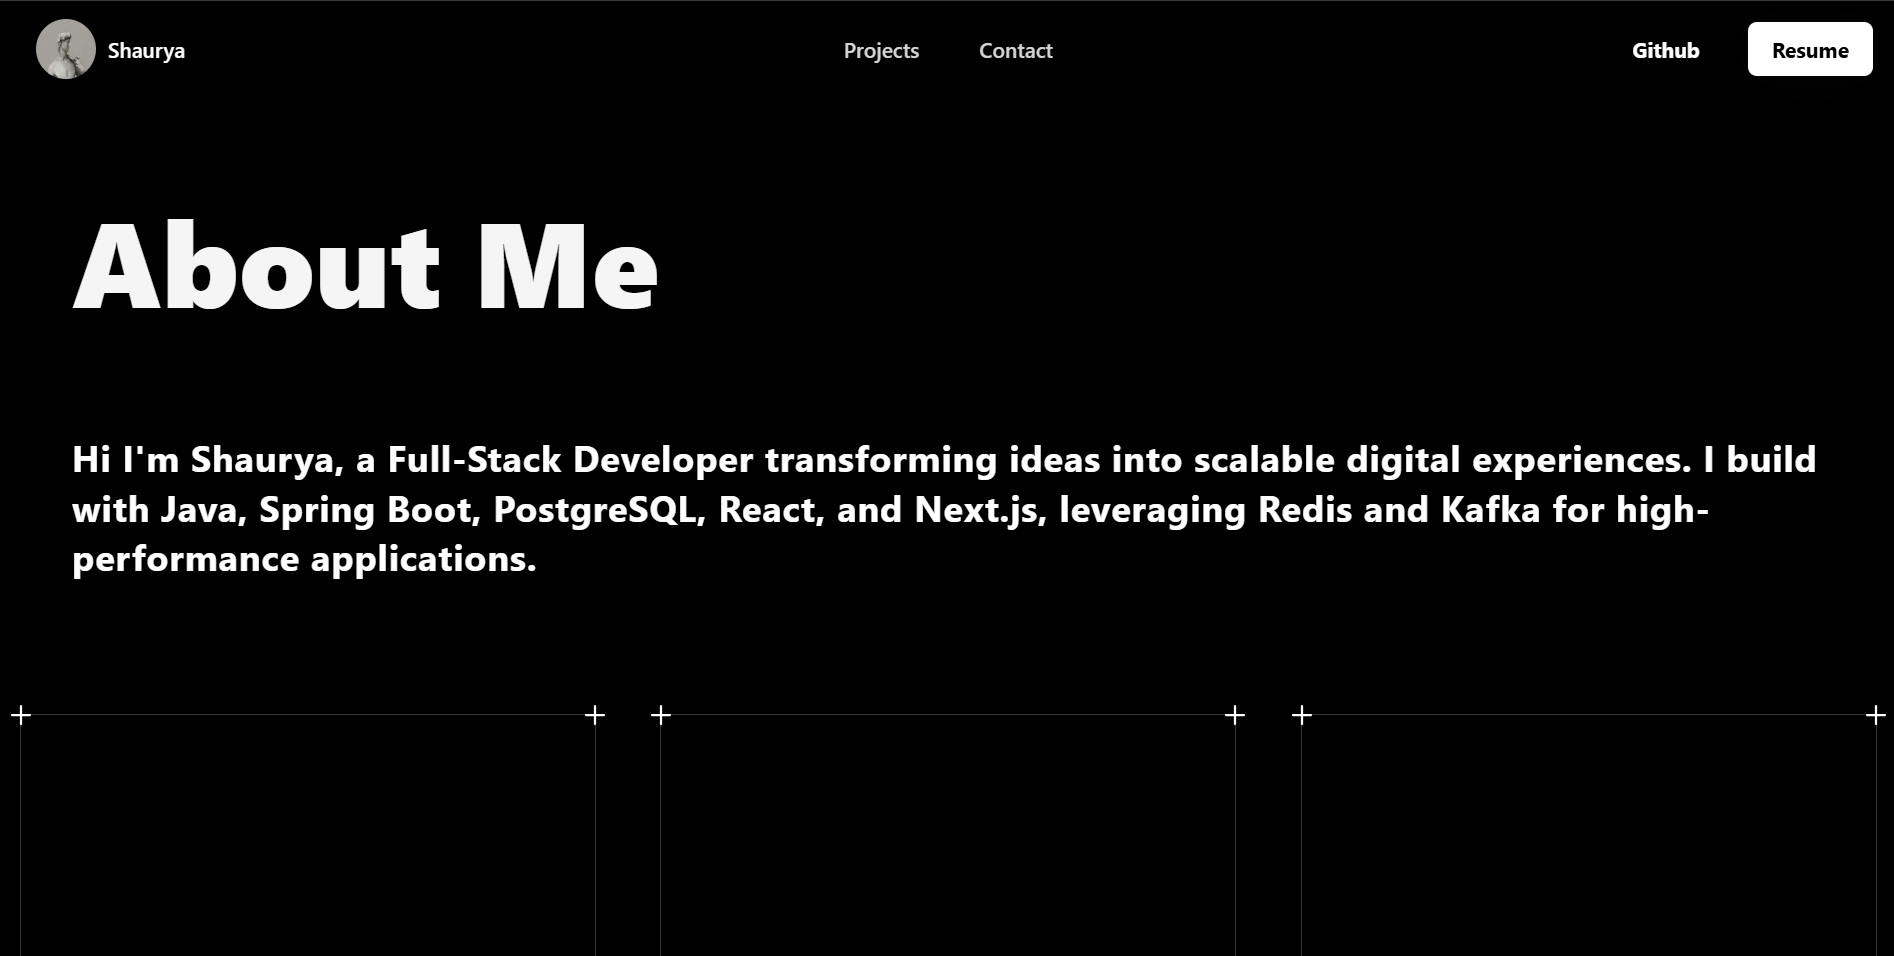 Shaurya
Projects
Contact
Github
Resume
About Me
Hi I'm Shaurya, a Full-Stack Developer transforming ideas into scalable digital experiences. I build
with Java, Spring Boot, PostgreSQL, React, and Next.js, leveraging Redis and Kafka for high-
performance applications.